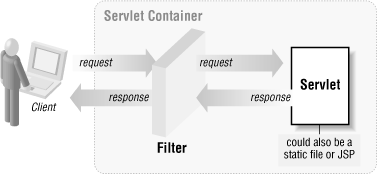 Servlet Container
request
request
Servlet
response
response
Client
Filter
could also be a
static file or JSP